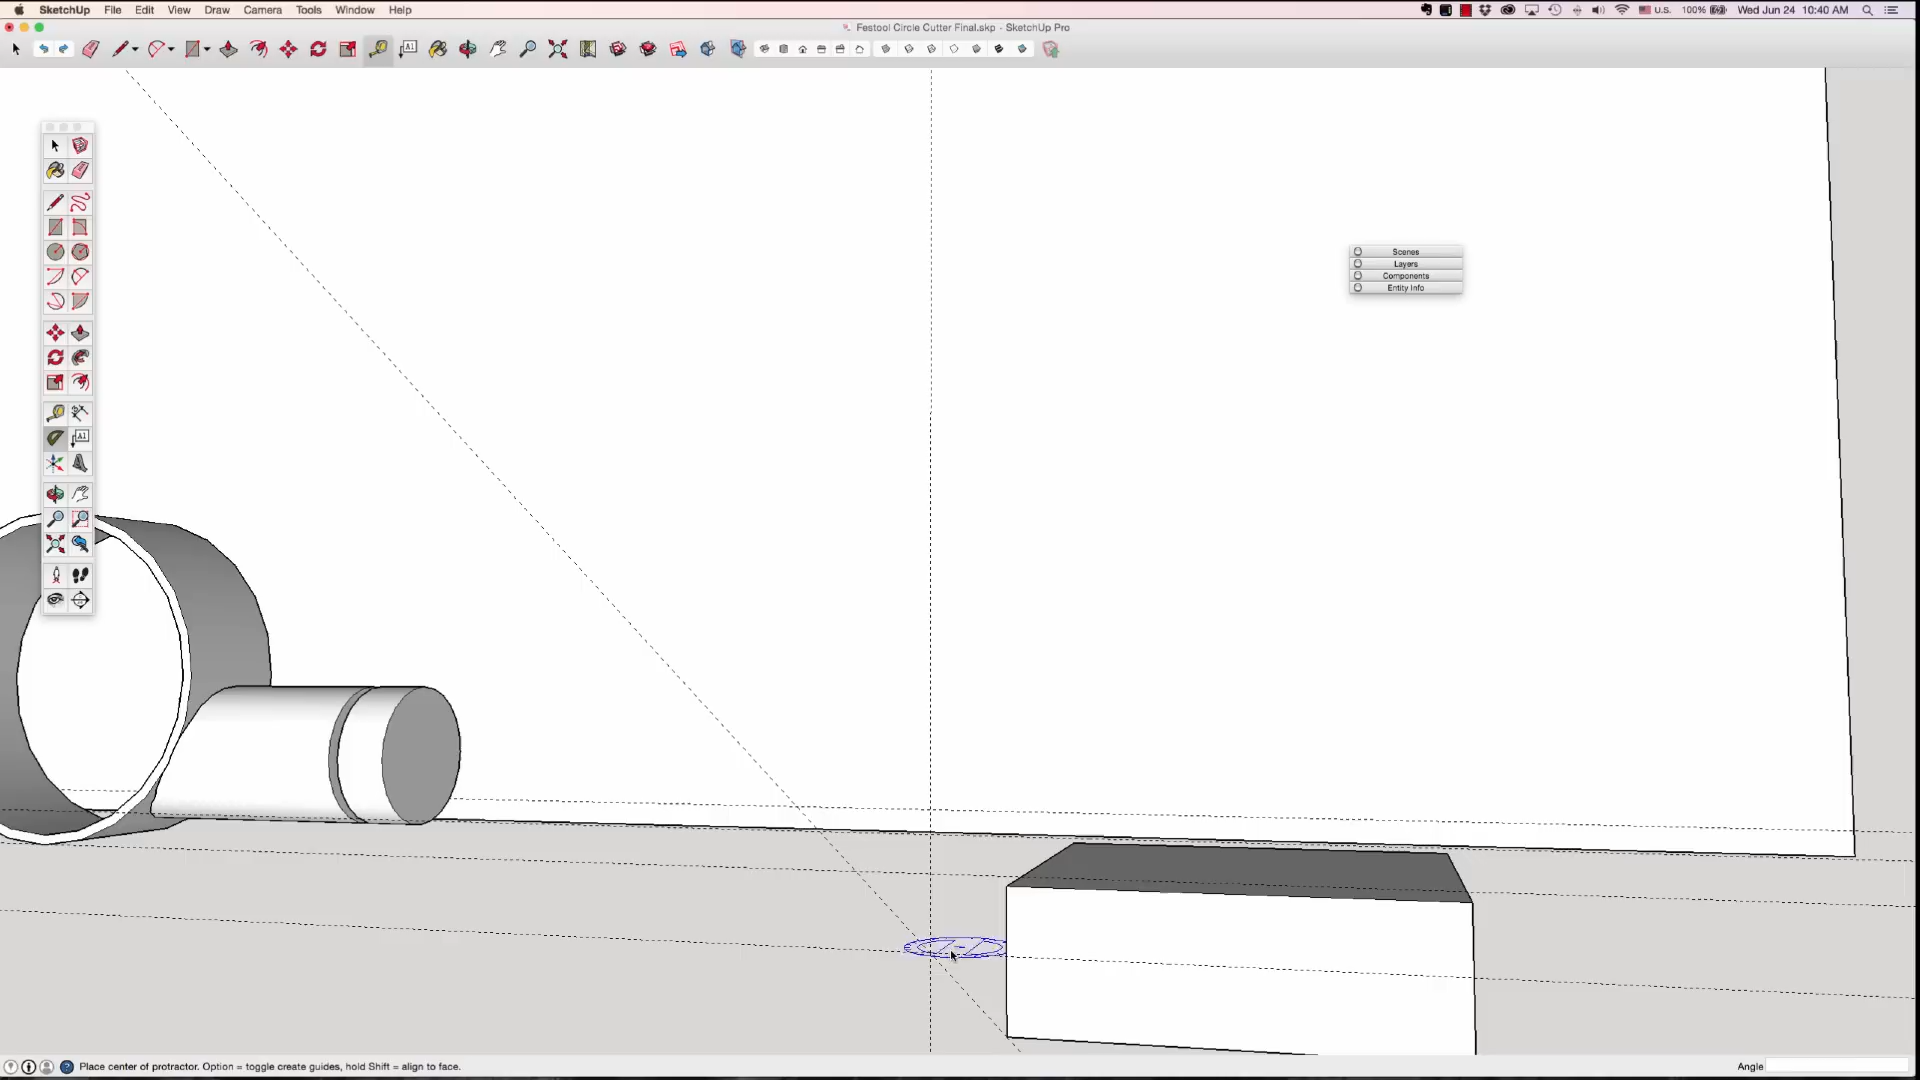 SketchUp File Edit View Draw Camera Tools Window Help U.S. 100% Wed Jun 24 10:40 AM
Festool Circle Cutter Final.skp - SketchUp Pro
A1
Scenes
Layers
Components
Entity Info
A1
Place center of protractor. Option = toggle create guides, hold Shift = align to face. Angle